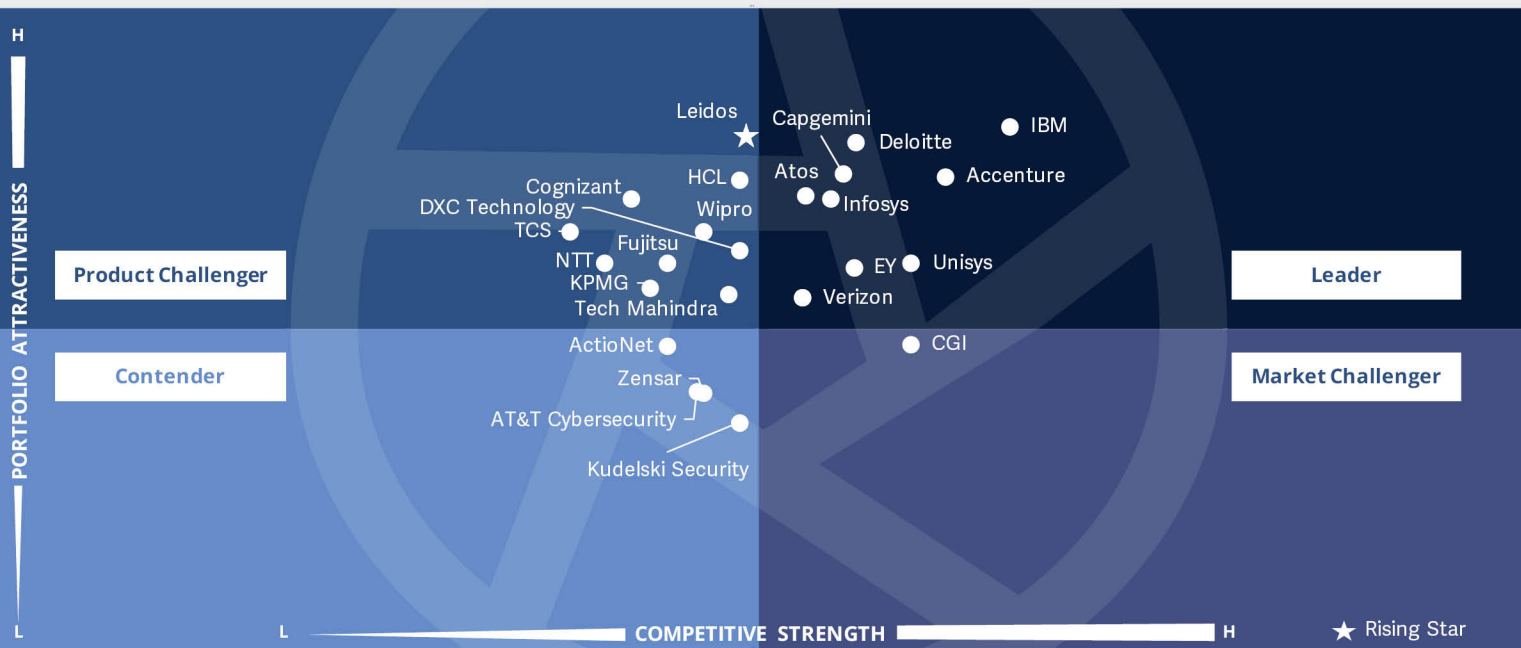 H
Leidos
Capgemini
IBM
Deloitte
HCL
Atos
Accenture
Cognizant
DXC Technology
Wipro
Infosys
TCS
Fujitsu
NTT
EY
Unisys
Product Challenger
Leader
KPMG
Tech Mahindra
Verizon
PORTFOLIO ATTRACTIVENESS
ActioNet
CGI
Contender
Zensar
Market Challenger
AT&T Cybersecurity
Kudelski Security
L
L
COMPETITIVE STRENGTH
H
Rising Star